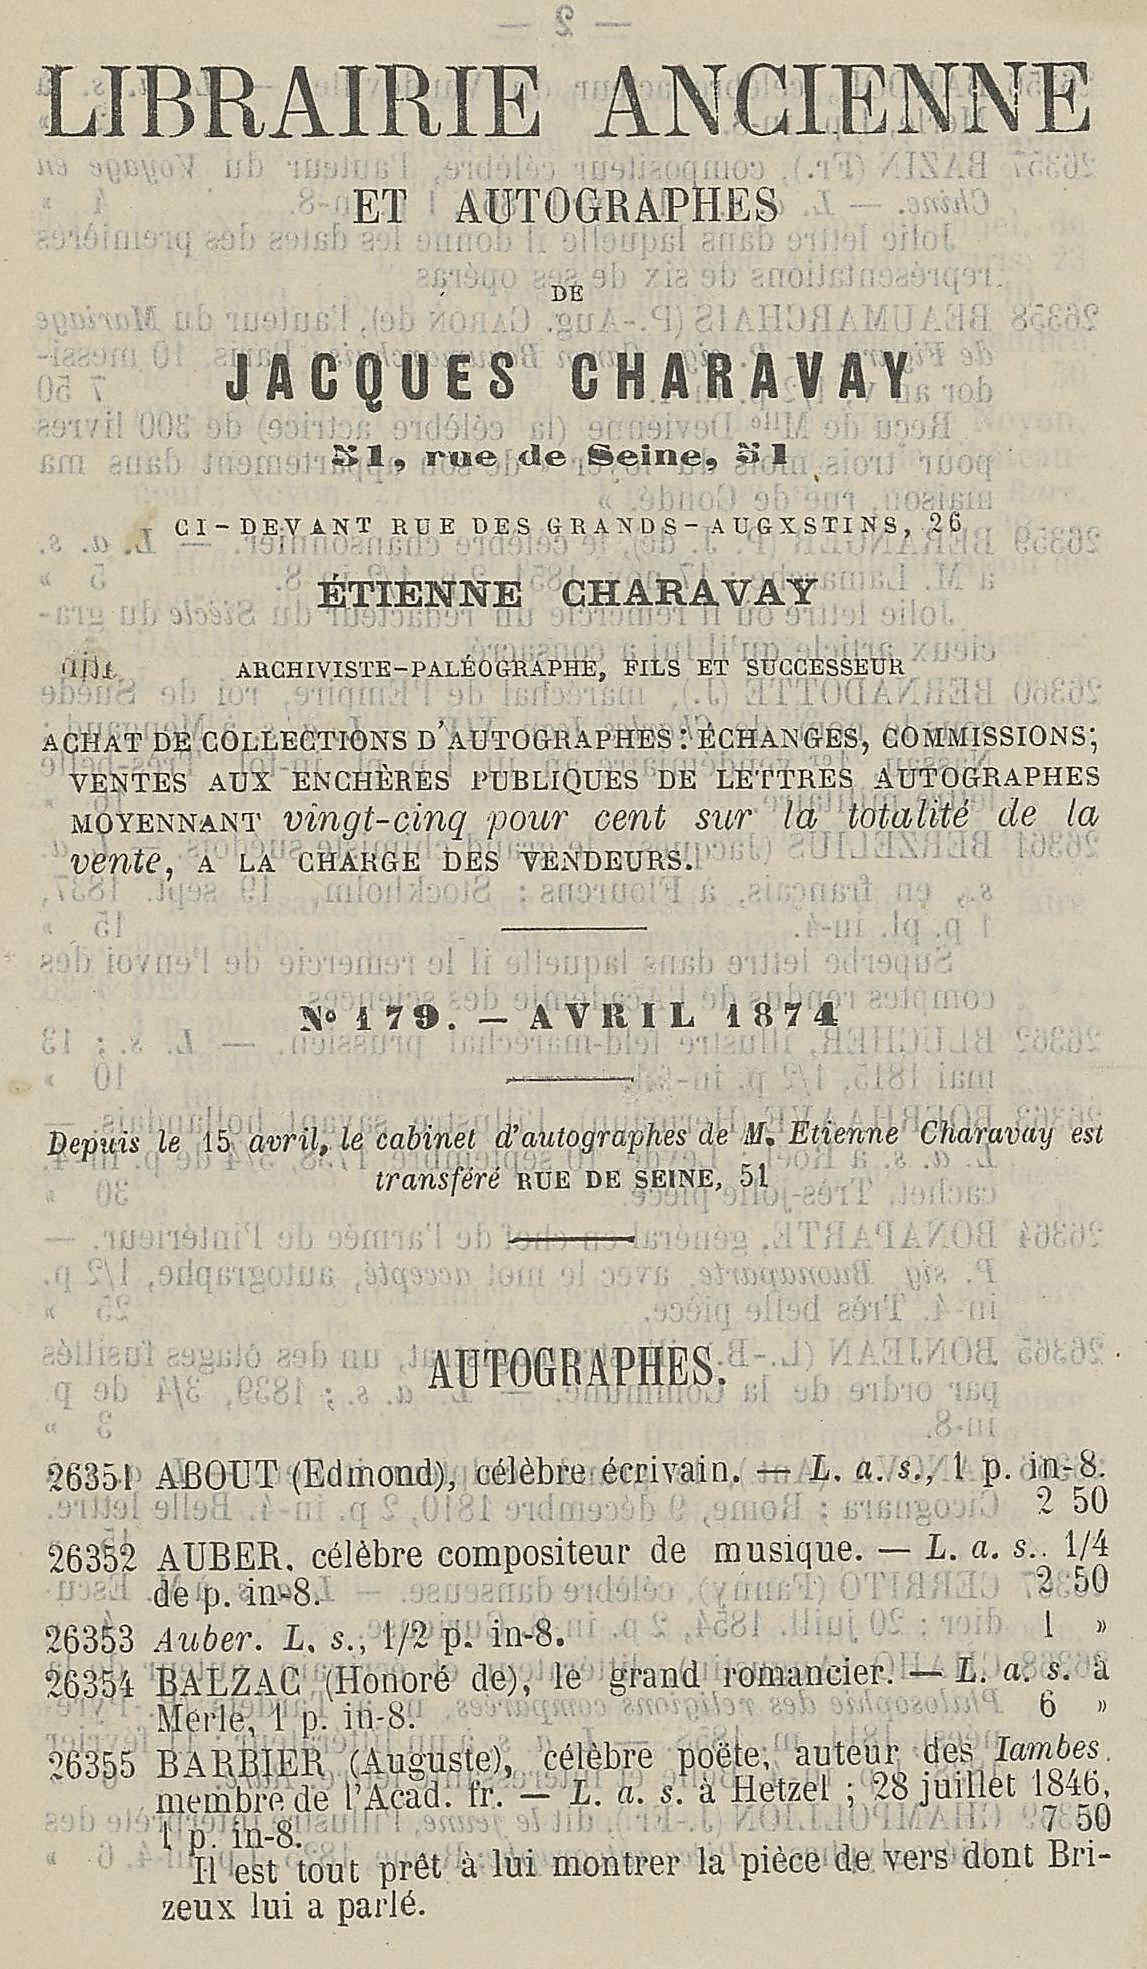 LIBRAIRIE ANCIENNE
ET AUTOGRAPHES
DE
JACQUES CHARAVAY
51, rue de Seine, 51
CI-DEVANT RUE DES GRANDS-AUGXSTINS, 26
ÉTIENNE CHARAVAY
ARCHIVISTE-PALÉOGRAPHE, FILS ET SUCCESSEUR
ACHAT DE COLLECTIONS D'AUTOGRAPHES: ÉCHANGES, COMMISSIONS;
VENTES AUX ENCHÈRES PUBLIQUES DE LETTRES AUTOGRAPHES
MOYENNANT vingt-cinq pour cent sur la totalité de la
vente, A LA CHARGE DES VENDEURS.
No 179. — AVRIL 1874
Depuis le 15 avril, le cabinet d'autographes de M. Etienne Charavay est
transféré RUE DE SEINE, 51
AUTOGRAPHES.
26351 ABOUT (Edmond), célèbre écrivain. — L. a. s., 1 p. in-8.
2 50
26352 AUBER. célèbre compositeur de musique. — L. a. s.. 1/4
de p. in-8. 2 50
26353 Auber. L. s., 1/2 p. in-8. 1 »
26354 BALZAC (Honoré de), le grand romancier. — L. a. s. à
Merle, 1 p. in-8. 6 »
26355 BARBIER (Auguste), célèbre poëte, auteur des Iambes.
membre de l'Acad. fr. — L. a. s. à Hetzel ; 28 juillet 1846,
1 p. in-8. 7 50
Il est tout prêt à lui montrer la pièce de vers dont Bri-
zeux lui a parlé.